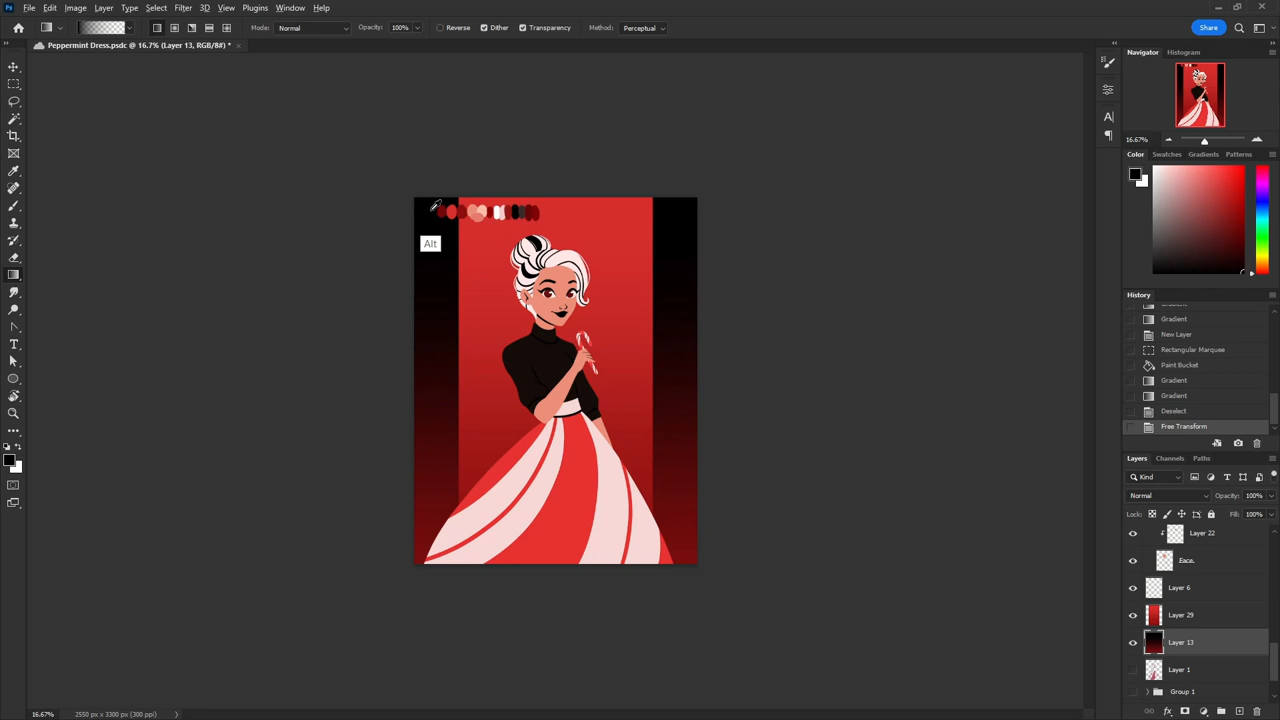 Ps File Edit Image Layer Type Select Filter 3D View Plugins Window Help
Mode: Normal Opacity: 100% Reverse Dither Transparency Method: Perceptual Share
Peppermint Dress.psdc @ 16.7% (Layer 13, RGB/8#) * ×
Navigator Histogram
16.67%
Color Swatches Gradients Patterns
Alt
History
Gradient
Gradient
New Layer
Rectangular Marquee
Paint Bucket
Gradient
Gradient
Deselect
Free Transform
Layers Channels Paths
Kind
Normal Opacity: 100%
Lock: Fill: 100%
Layer 22
Face.
Layer 6
Layer 29
Layer 13
Layer 1
Group 1
16.67% 2550 px x 3300 px (300 ppi)